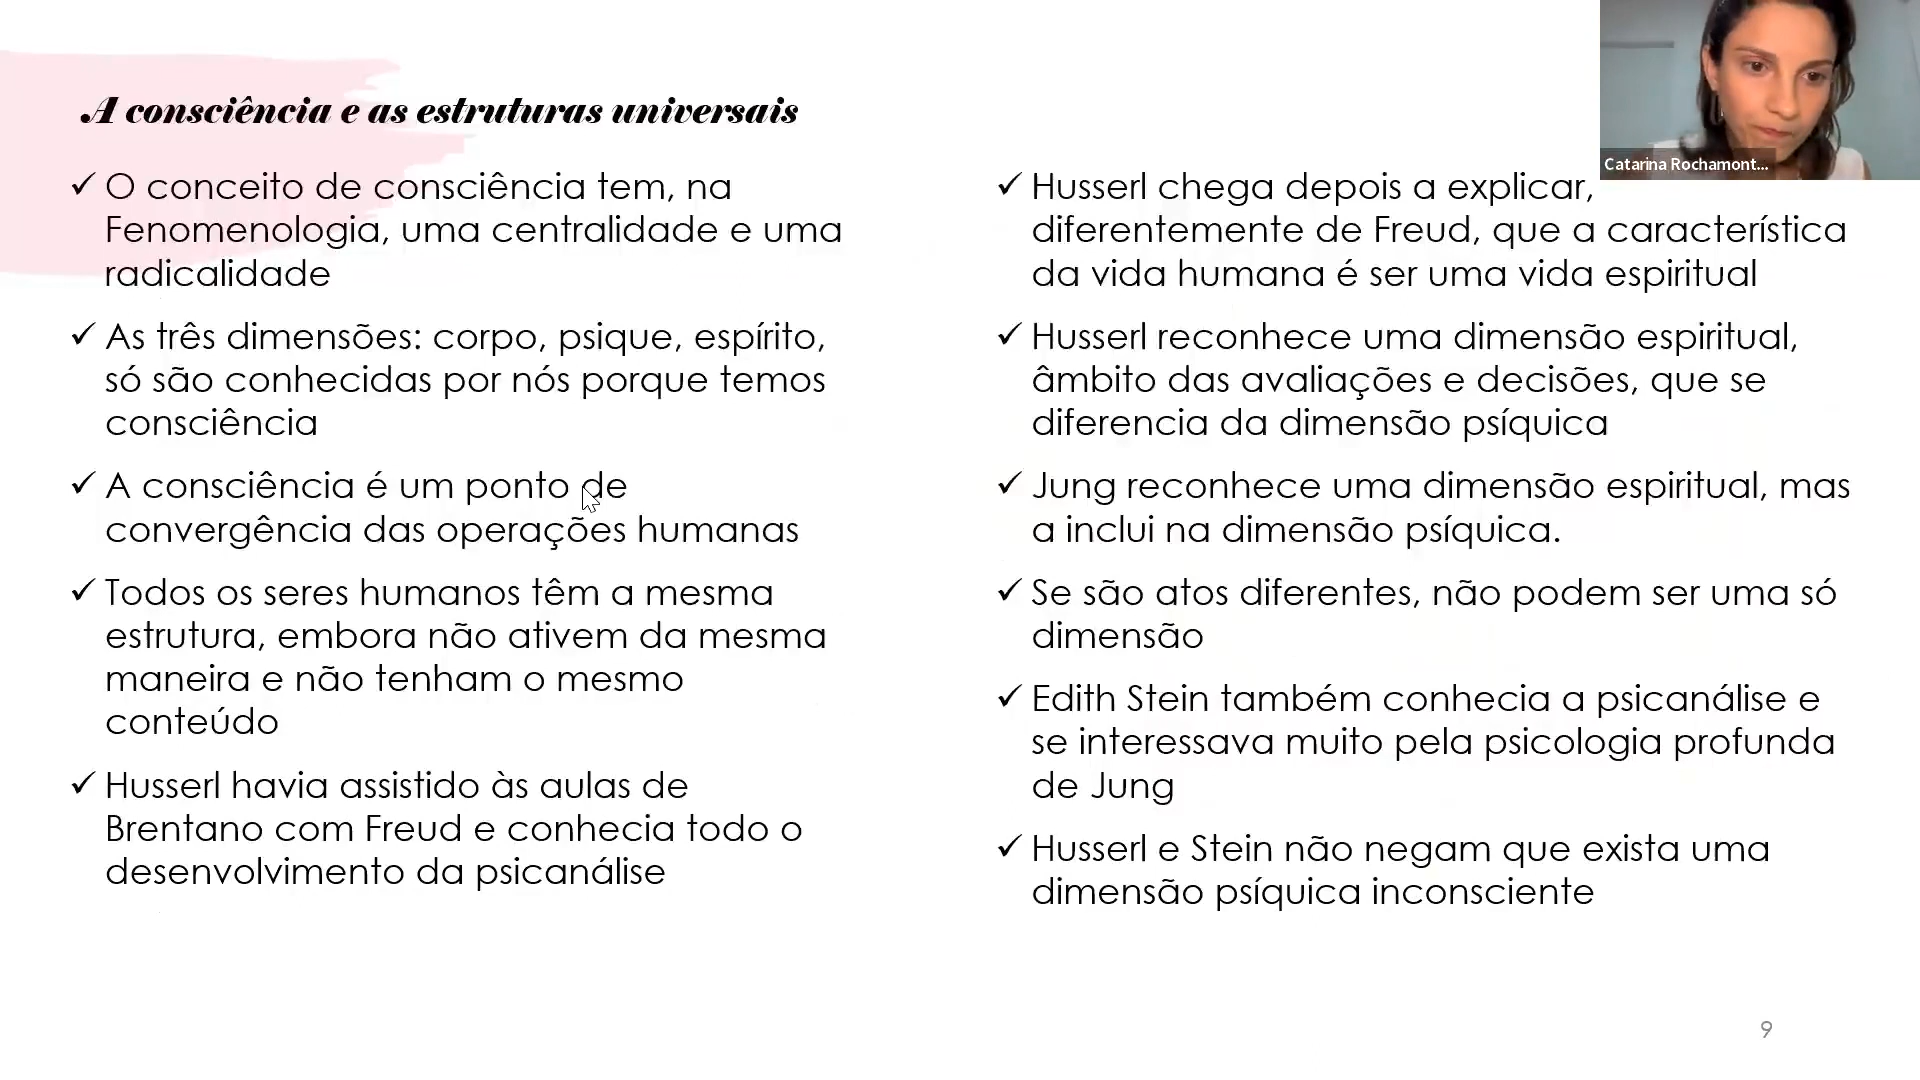 A consciência e as estruturas universais
✓ O conceito de consciência tem, na
Fenomenologia, uma centralidade e uma
radicalidade
✓ As três dimensões: corpo, psique, espírito,
só são conhecidas por nós porque temos
consciência
✓ A consciência é um ponto de
convergência das operações humanas
✓ Todos os seres humanos têm a mesma
estrutura, embora não ativem da mesma
maneira e não tenham o mesmo
conteúdo
✓ Husserl havia assistido às aulas de
Brentano com Freud e conhecia todo o
desenvolvimento da psicanálise
Catarina Rochamont...
✓ Husserl chega depois a explicar,
diferentemente de Freud, que a característica
da vida humana é ser uma vida espiritual
✓ Husserl reconhece uma dimensão espiritual,
âmbito das avaliações e decisões, que se
diferencia da dimensão psíquica
✓ Jung reconhece uma dimensão espiritual, mas
a inclui na dimensão psíquica.
✓ Se são atos diferentes, não podem ser uma só
dimensão
✓ Edith Stein também conhecia a psicanálise e
se interessava muito pela psicologia profunda
de Jung
✓ Husserl e Stein não negam que exista uma
dimensão psíquica inconsciente
9